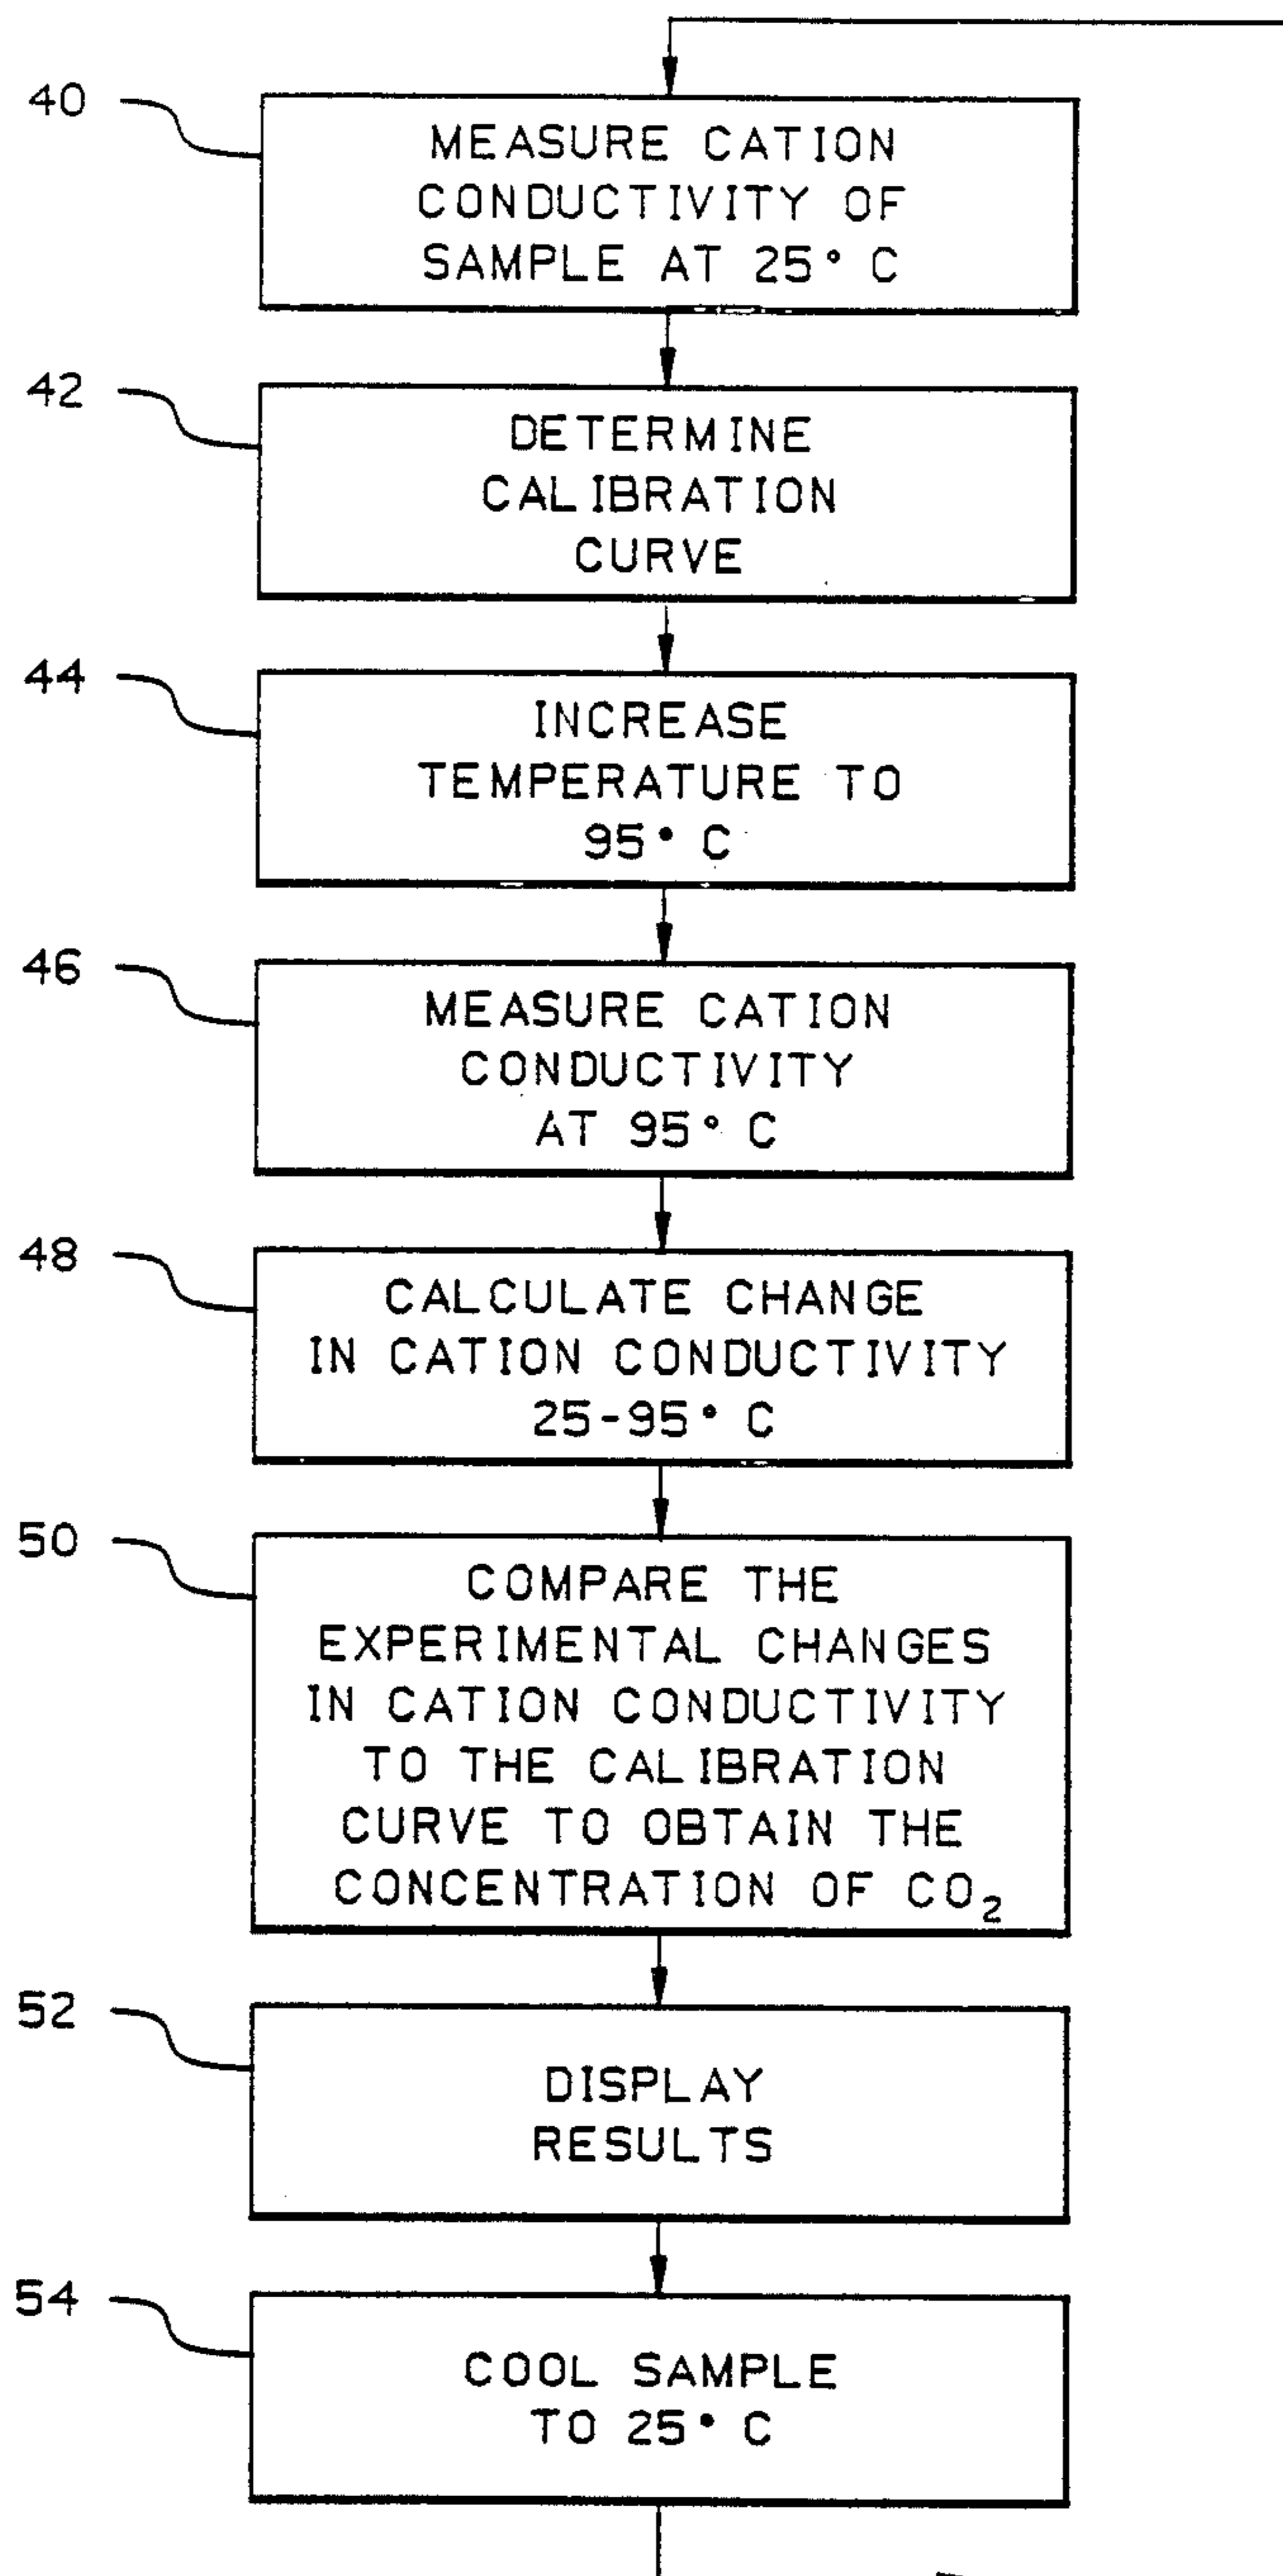 40
MEASURE CATION
CONDUCTIVITY OF
SAMPLE AT 25° C
42
DETERMINE
CALIBRATION
CURVE
44
INCREASE
TEMPERATURE TO
95° C
46
MEASURE CATION
CONDUCTIVITY
AT 95° C
48
CALCULATE CHANGE
IN CATION CONDUCTIVITY
25-95° C
50
COMPARE THE
EXPERIMENTAL CHANGES
IN CATION CONDUCTIVITY
TO THE CALIBRATION
CURVE TO OBTAIN THE
CONCENTRATION OF CO₂
52
DISPLAY
RESULTS
54
COOL SAMPLE
TO 25° C